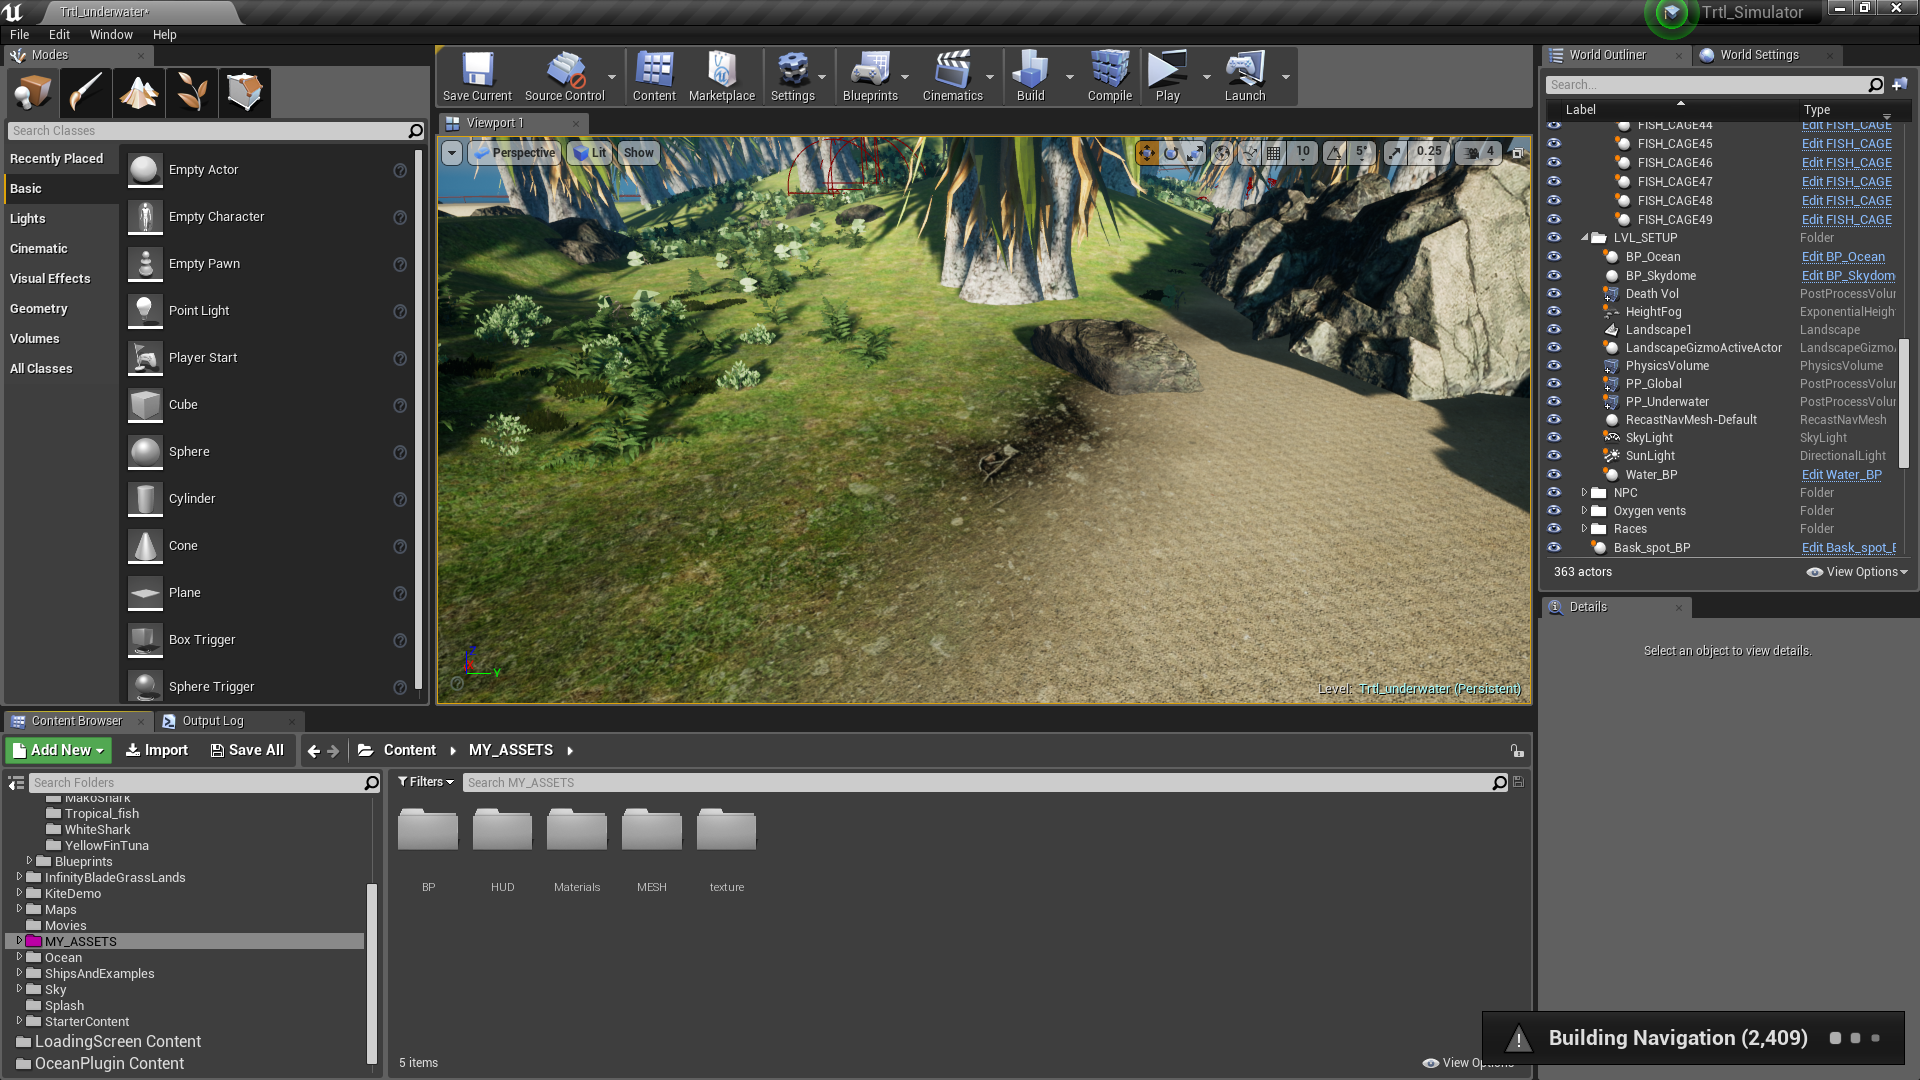 Trtl_underwater*
Trtl_Simulator
File Edit Window Help
Modes
Search Classes
Recently Placed
Basic
Lights
Cinematic
Visual Effects
Geometry
Volumes
All Classes
Empty Actor
Empty Character
Empty Pawn
Point Light
Player Start
Cube
Sphere
Cylinder
Cone
Plane
Box Trigger
Sphere Trigger
Save Current Source Control Content Marketplace Settings Blueprints Cinematics Build Compile Play Launch
Viewport 1
Perspective Lit Show 10 5° 0.25 4
Z
Y
Level: Trtl_underwater (Persistent)
World Outliner World Settings
Search...
Label Type
FISH_CAGE44 Edit FISH_CAGE
FISH_CAGE45 Edit FISH_CAGE
FISH_CAGE46 Edit FISH_CAGE
FISH_CAGE47 Edit FISH_CAGE
FISH_CAGE48 Edit FISH_CAGE
FISH_CAGE49 Edit FISH_CAGE
LVL_SETUP Folder
BP_Ocean Edit BP_Ocean
BP_Skydome Edit BP_Skydom
Death Vol PostProcessVolu
HeightFog ExponentialHeigh
Landscape1 Landscape
LandscapeGizmoActiveActor LandscapeGizmo
PhysicsVolume PhysicsVolume
PP_Global PostProcessVolu
PP_Underwater PostProcessVolu
RecastNavMesh-Default RecastNavMesh
SkyLight SkyLight
SunLight DirectionalLight
Water_BP Edit Water_BP
NPC Folder
Oxygen vents Folder
Races Folder
Bask_spot_BP Edit Bask_spot_
363 actors View Options
Details
Select an object to view details.
Content Browser Output Log
Add New Import Save All Content MY_ASSETS
Search Folders
MakoShark
Tropical_fish
WhiteShark
YellowFinTuna
Blueprints
InfinityBladeGrassLands
KiteDemo
Maps
Movies
MY_ASSETS
Ocean
ShipsAndExamples
Sky
Splash
StarterContent
LoadingScreen Content
OceanPlugin Content
Filters Search MY_ASSETS
BP HUD Materials MESH texture
5 items View Options
Building Navigation (2,409)